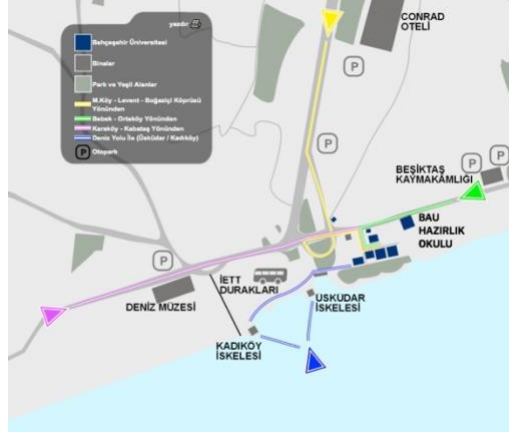 yazdır
Bahçeşehir Üniversitesi
Binalar
Park ve Yeşil Alanlar
M.Köy - Levent - Boğaziçi Köprüsü
Yönünden
Bebek - Orteköy Yönünden
Karaköy - Kabataş Yönünden
Deniz Yolu İle (Üsküdar / Kadıköy)
P Otopark
CONRAD
OTELİ
P
P
P
P
BEŞİKTAŞ
KAYMAKAMLIĞI
BAU
HAZIRLIK
OKULU
P
İETT
DURAKLARI
DENİZ MÜZESİ
USKUDAR
İSKELESİ
KADIKÖY
İSKELESİ